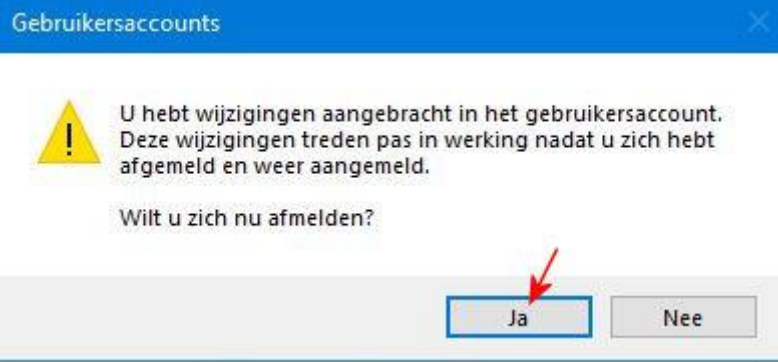 Gebruikersaccounts
U hebt wijzigingen aangebracht in het gebruikersaccount.
Deze wijzigingen treden pas in werking nadat u zich hebt
afgemeld en weer aangemeld.
Wilt u zich nu afmelden?
Ja
Nee